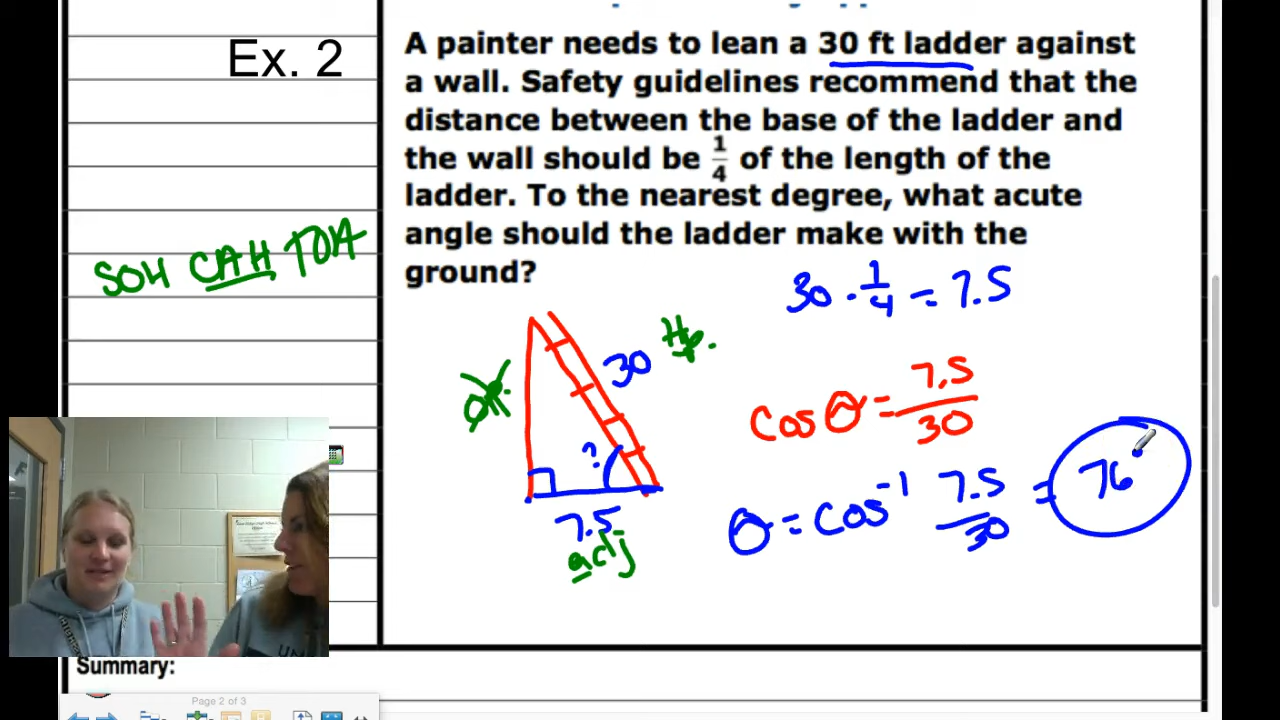 Ex. 2
A painter needs to lean a 30 ft ladder against
a wall. Safety guidelines recommend that the
distance between the base of the ladder and
the wall should be 1/4 of the length of the
ladder. To the nearest degree, what acute
angle should the ladder make with the
ground?
SOH CAH TOA
30 · 1/4 = 7.5
30
Hyp.
?
7.5
adj
cos θ = 7.5/30
θ = cos⁻¹ 7.5/30 = 76°
Summary:
Page 2 of 3